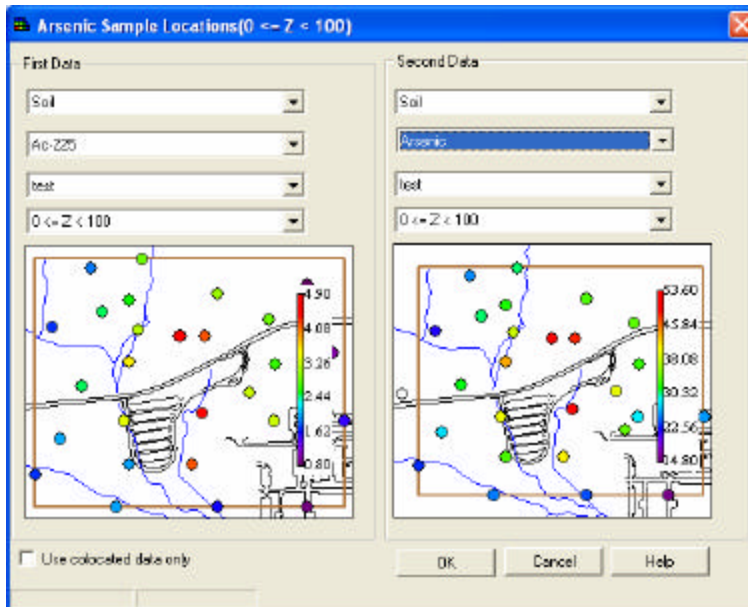 Arsenic Sample Locations(0 <= Z < 100)
First Data
Soil
Ac-225
test
0 <= Z < 100
4.90
4.08
3.26
2.44
1.62
0.80
Second Data
Soil
Arsenic
test
0 <= Z < 100
53.60
45.84
38.08
30.32
22.56
14.80
Use colocated data only
OK
Cancel
Help